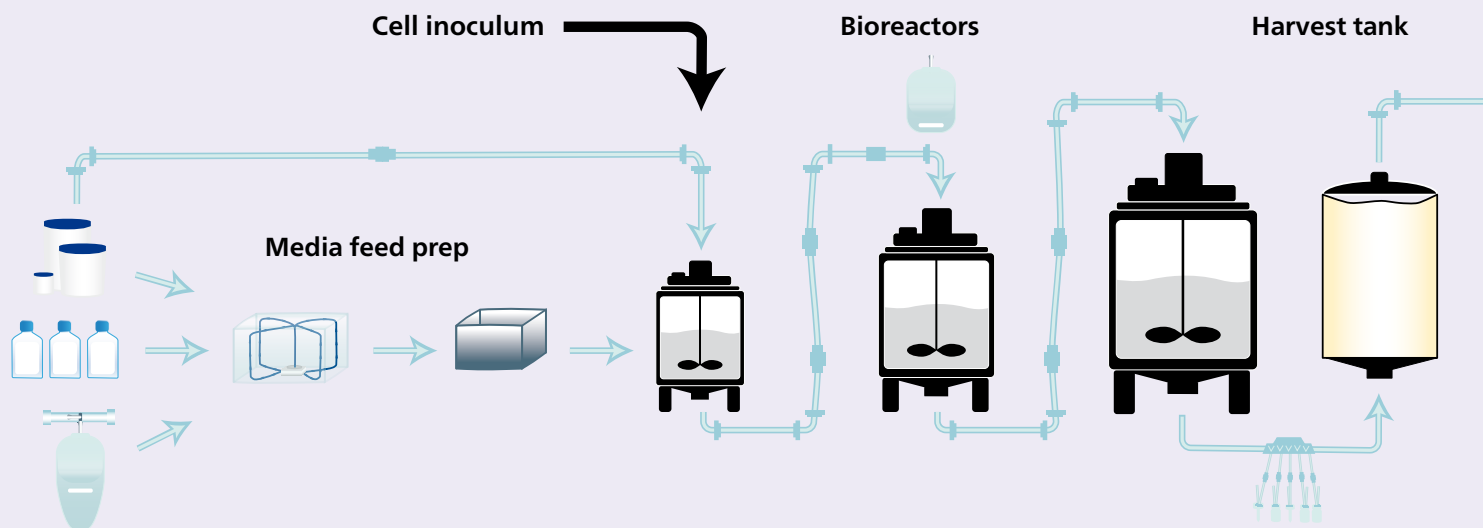 Cell inoculum
Bioreactors
Harvest tank
Media feed prep